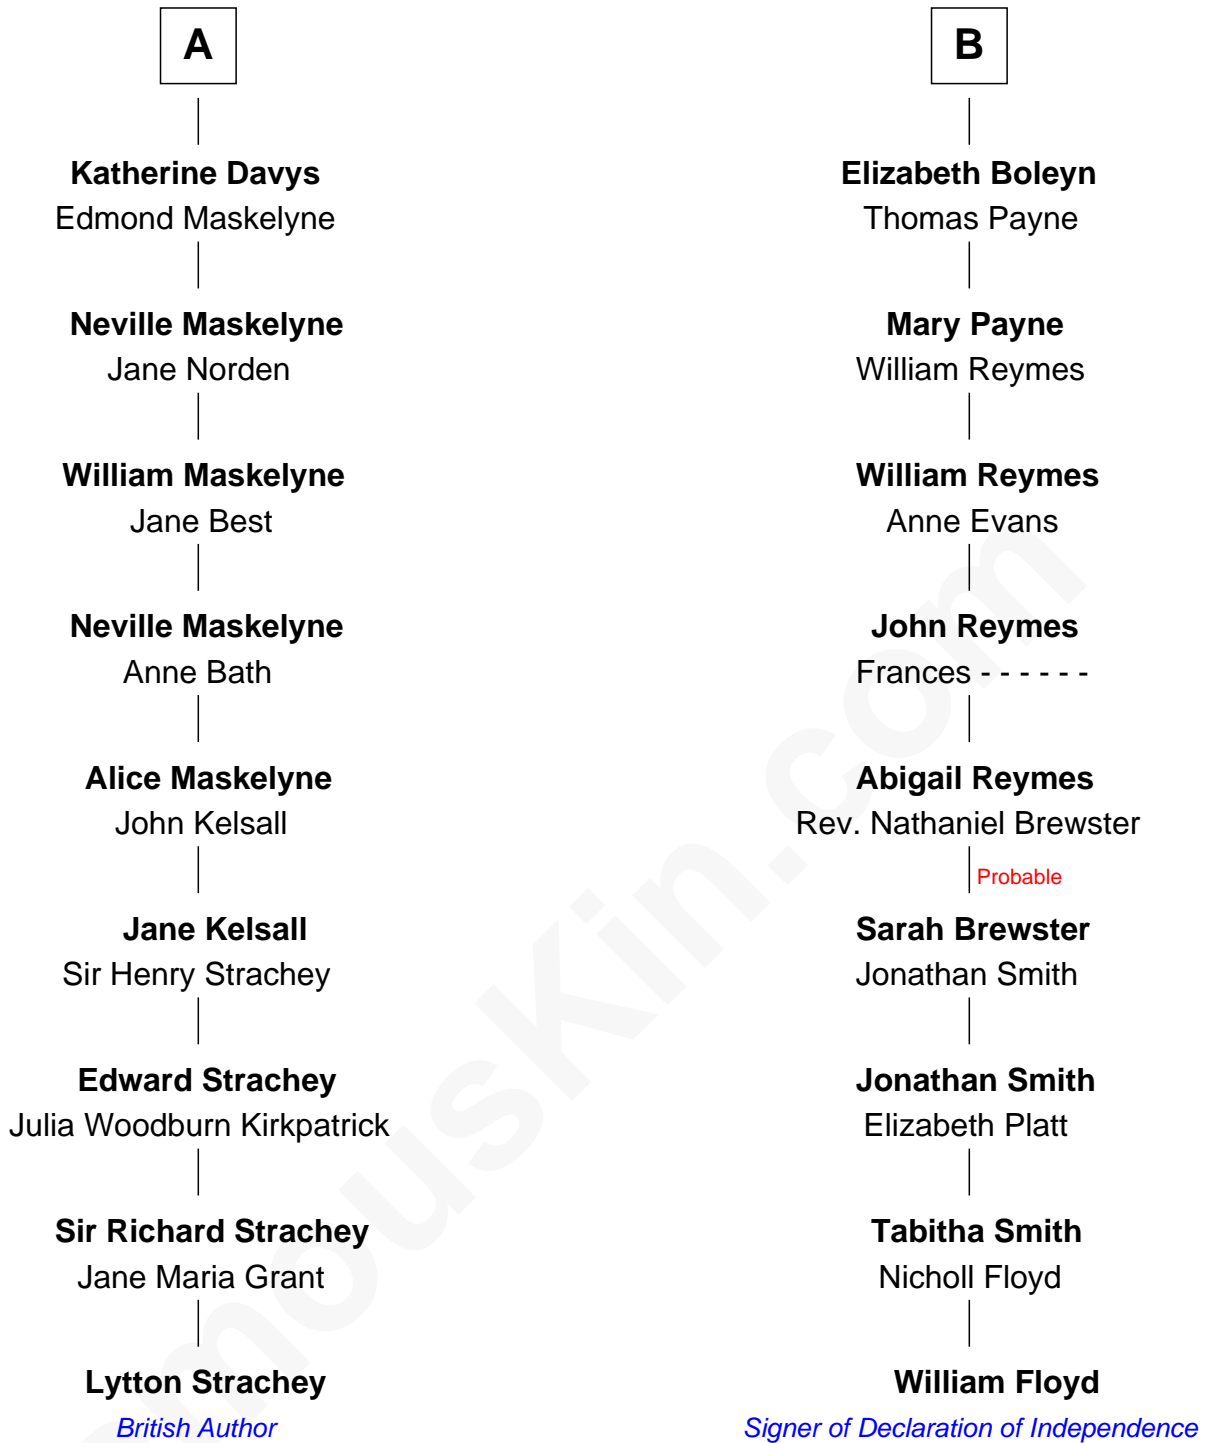 A
Katherine Davys
Edmond Maskelyne
Neville Maskelyne
Jane Norden
William Maskelyne
Jane Best
Neville Maskelyne
Anne Bath
Alice Maskelyne
John Kelsall
Jane Kelsall
Sir Henry Strachey
Edward Strachey
Julia Woodburn Kirkpatrick
Sir Richard Strachey
Jane Maria Grant
Lytton Strachey
British Author
B
Elizabeth Boleyn
Thomas Payne
Mary Payne
William Reymes
William Reymes
Anne Evans
John Reymes
Frances - - - - - -
Abigail Reymes
Rev. Nathaniel Brewster
Probable
Sarah Brewster
Jonathan Smith
Jonathan Smith
Elizabeth Platt
Tabitha Smith
Nicholl Floyd
William Floyd
Signer of Declaration of Independence
mousKin.com